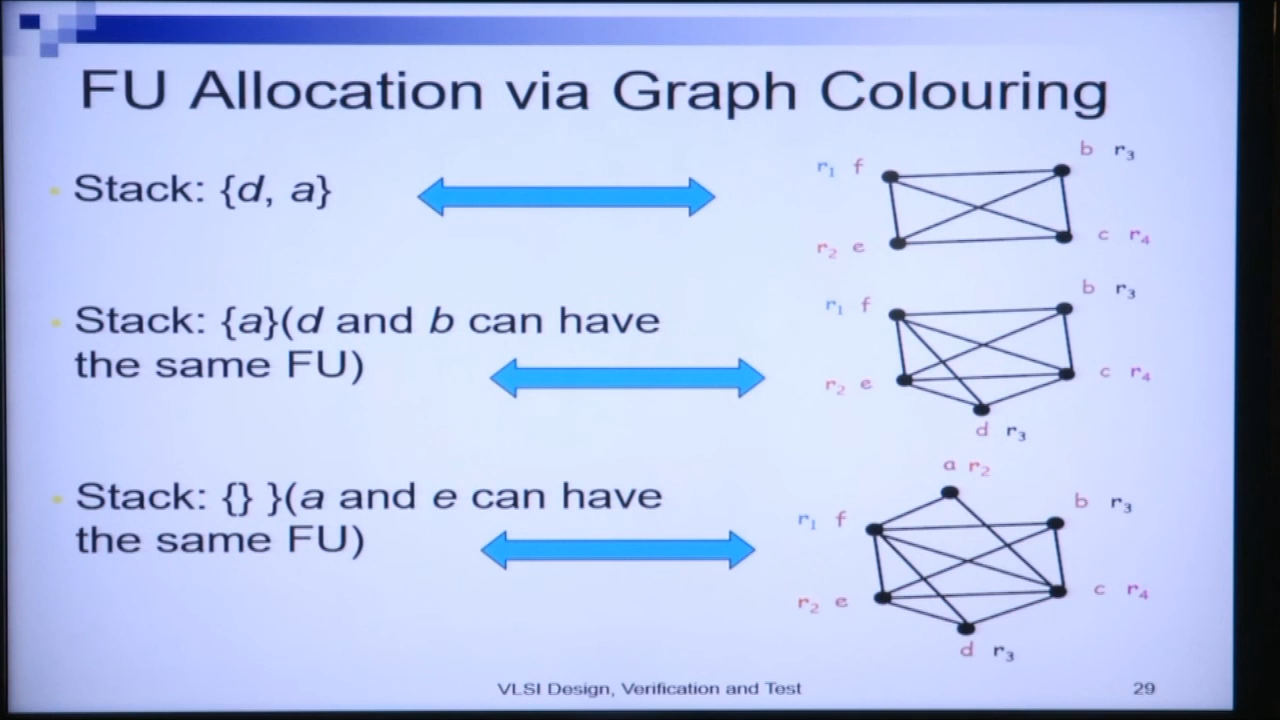 FU Allocation via Graph Colouring
Stack: {d, a}
r1 f
b r3
r2 e
c r4
Stack: {a}(d and b can have
the same FU)
r1 f
b r3
r2 e
c r4
d r3
Stack: {} }(a and e can have
the same FU)
a r2
r1 f
b r3
r2 e
c r4
d r3
VLSI Design, Verification and Test
29